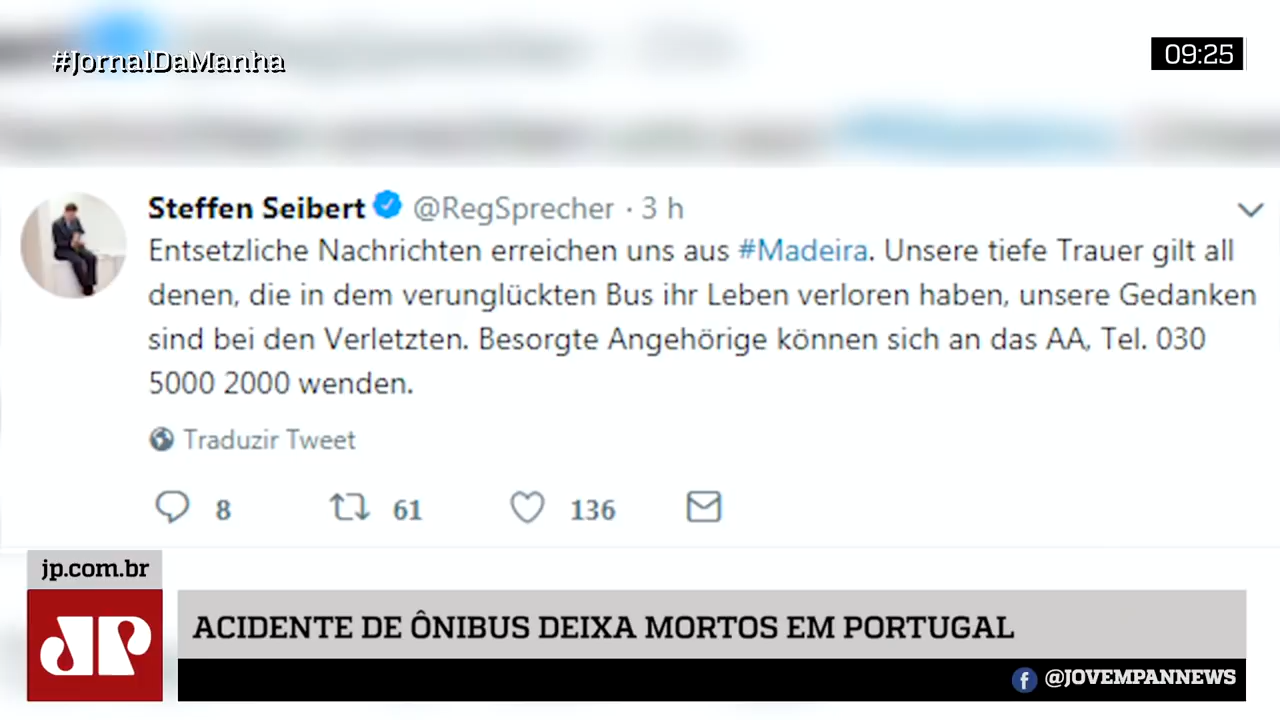 #JornalDaManha
09:25
Steffen Seibert @RegSprecher · 3 h
Entsetzliche Nachrichten erreichen uns aus #Madeira. Unsere tiefe Trauer gilt all
denen, die in dem verunglückten Bus ihr Leben verloren haben, unsere Gedanken
sind bei den Verletzten. Besorgte Angehörige können sich an das AA, Tel. 030
5000 2000 wenden.
Traduzir Tweet
8 61 136
jp.com.br
JP
ACIDENTE DE ÔNIBUS DEIXA MORTOS EM PORTUGAL
@JOVEMPANNEWS